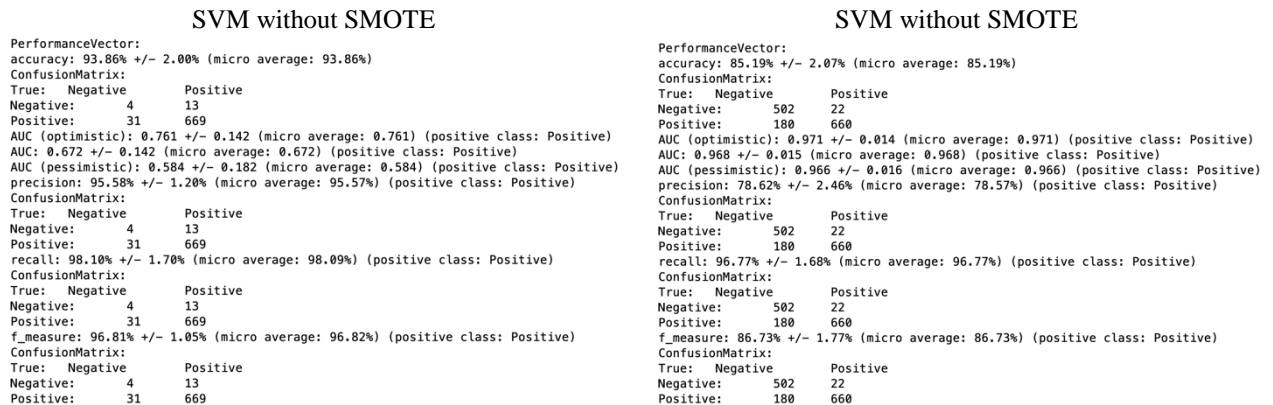 SVM without SMOTE
PerformanceVector:
accuracy: 93.86% +/- 2.00% (micro average: 93.86%)
ConfusionMatrix:
True: Negative Positive
Negative: 4 13
Positive: 31 669
AUC (optimistic): 0.761 +/- 0.142 (micro average: 0.761) (positive class: Positive)
AUC: 0.672 +/- 0.142 (micro average: 0.672) (positive class: Positive)
AUC (pessimistic): 0.584 +/- 0.182 (micro average: 0.584) (positive class: Positive)
precision: 95.58% +/- 1.20% (micro average: 95.57%) (positive class: Positive)
ConfusionMatrix:
True: Negative Positive
Negative: 4 13
Positive: 31 669
recall: 98.10% +/- 1.70% (micro average: 98.09%) (positive class: Positive)
ConfusionMatrix:
True: Negative Positive
Negative: 4 13
Positive: 31 669
f_measure: 96.81% +/- 1.05% (micro average: 96.82%) (positive class: Positive)
ConfusionMatrix:
True: Negative Positive
Negative: 4 13
Positive: 31 669
SVM without SMOTE
PerformanceVector:
accuracy: 85.19% +/- 2.07% (micro average: 85.19%)
ConfusionMatrix:
True: Negative Positive
Negative: 502 22
Positive: 180 660
AUC (optimistic): 0.971 +/- 0.014 (micro average: 0.971) (positive class: Positive)
AUC: 0.968 +/- 0.015 (micro average: 0.968) (positive class: Positive)
AUC (pessimistic): 0.966 +/- 0.016 (micro average: 0.966) (positive class: Positive)
precision: 78.62% +/- 2.46% (micro average: 78.57%) (positive class: Positive)
ConfusionMatrix:
True: Negative Positive
Negative: 502 22
Positive: 180 660
recall: 96.77% +/- 1.68% (micro average: 96.77%) (positive class: Positive)
ConfusionMatrix:
True: Negative Positive
Negative: 502 22
Positive: 180 660
f_measure: 86.73% +/- 1.77% (micro average: 86.73%) (positive class: Positive)
ConfusionMatrix:
True: Negative Positive
Negative: 502 22
Positive: 180 660